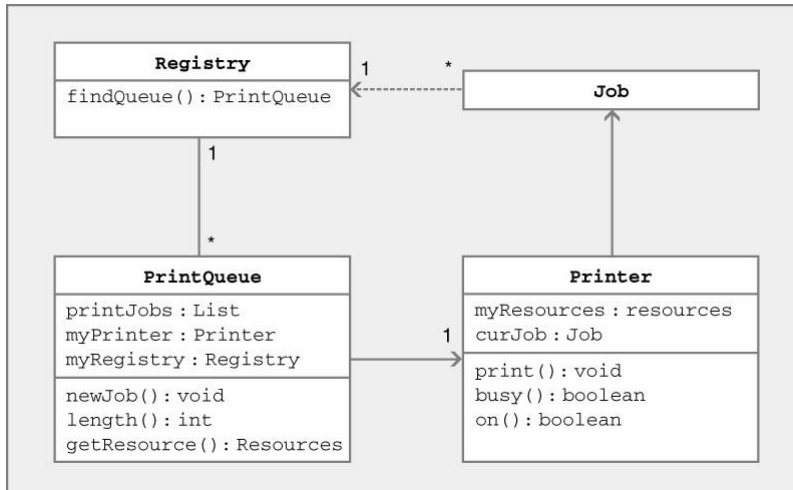 Registry
findQueue(): PrintQueue
1
*
Job
1
*
PrintQueue
printJobs : List
myPrinter : Printer
myRegistry : Registry
newJob(): void
length(): int
getResource(): Resources
1
Printer
myResources : resources
curJob : Job
print(): void
busy(): boolean
on(): boolean